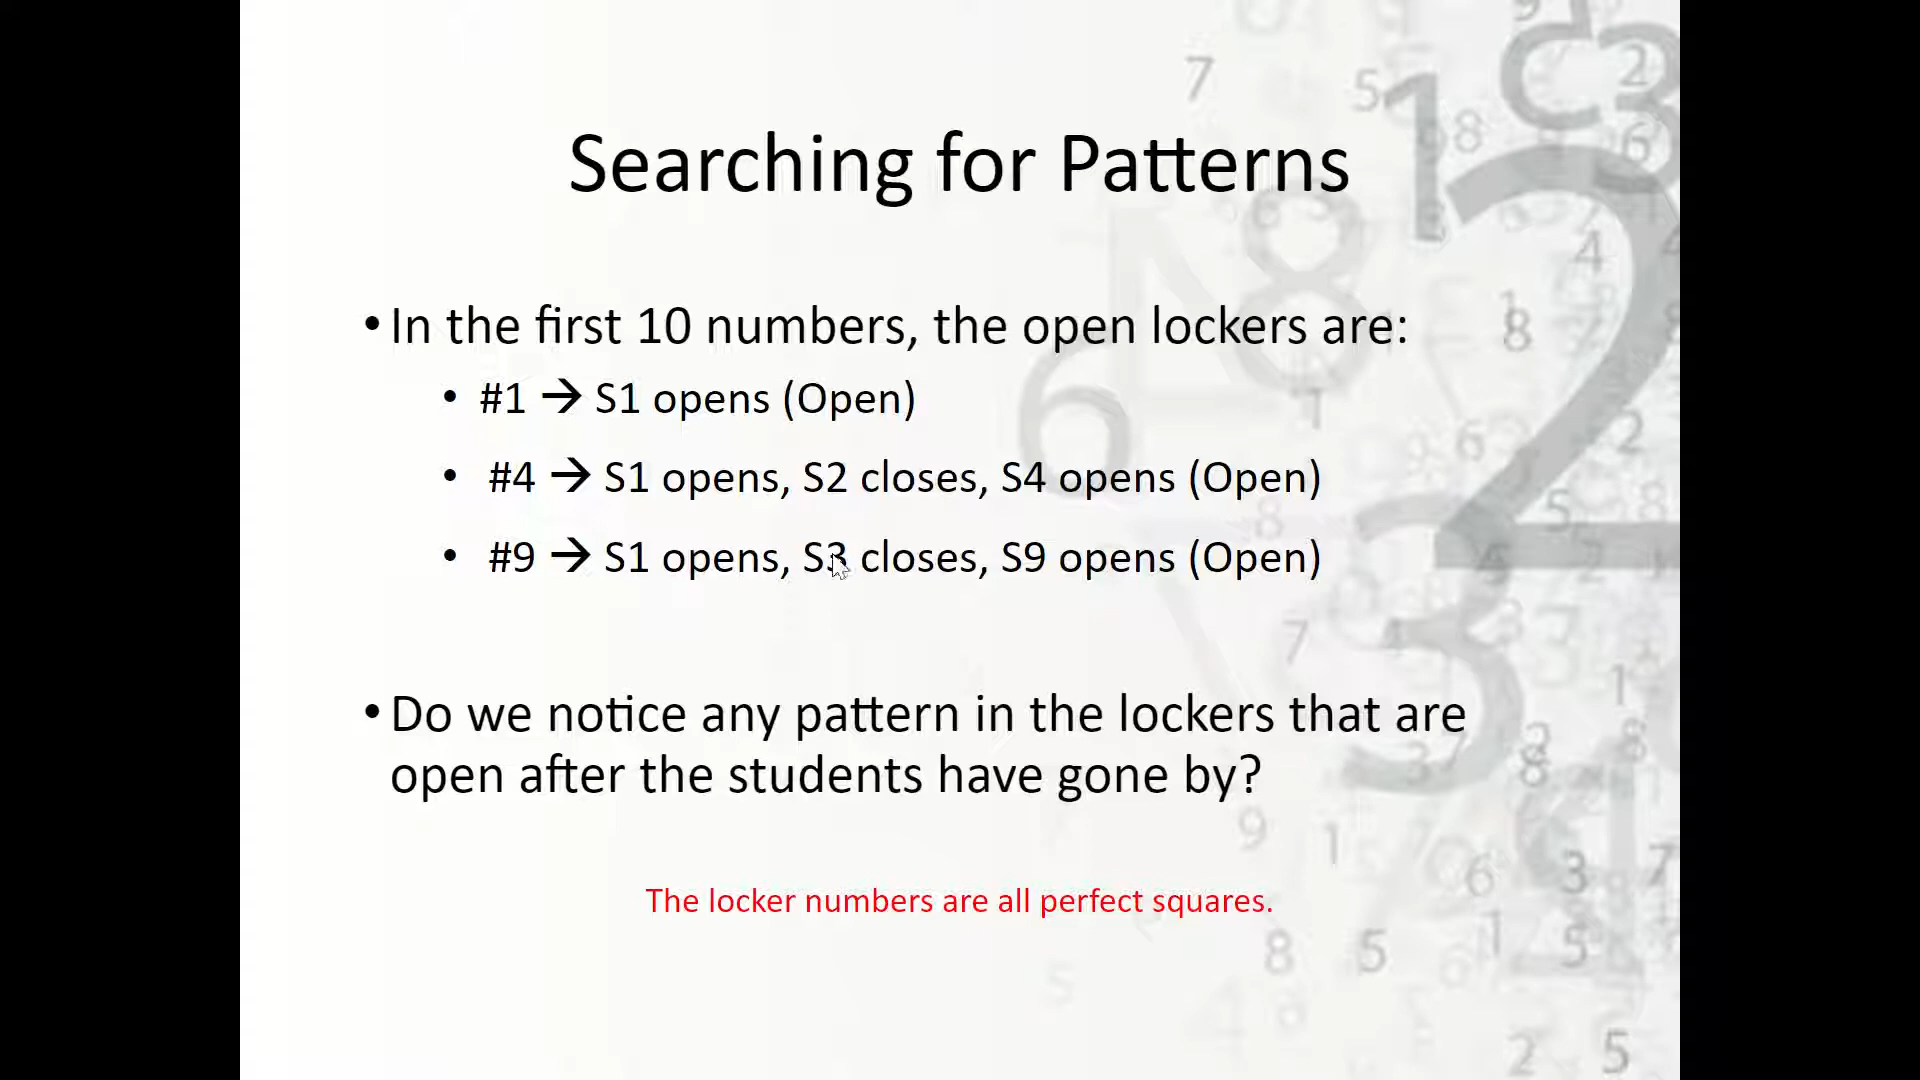 Searching for Patterns
• In the first 10 numbers, the open lockers are:
• #1 → S1 opens (Open)
• #4 → S1 opens, S2 closes, S4 opens (Open)
• #9 → S1 opens, S3 closes, S9 opens (Open)
• Do we notice any pattern in the lockers that are
open after the students have gone by?
The locker numbers are all perfect squares.